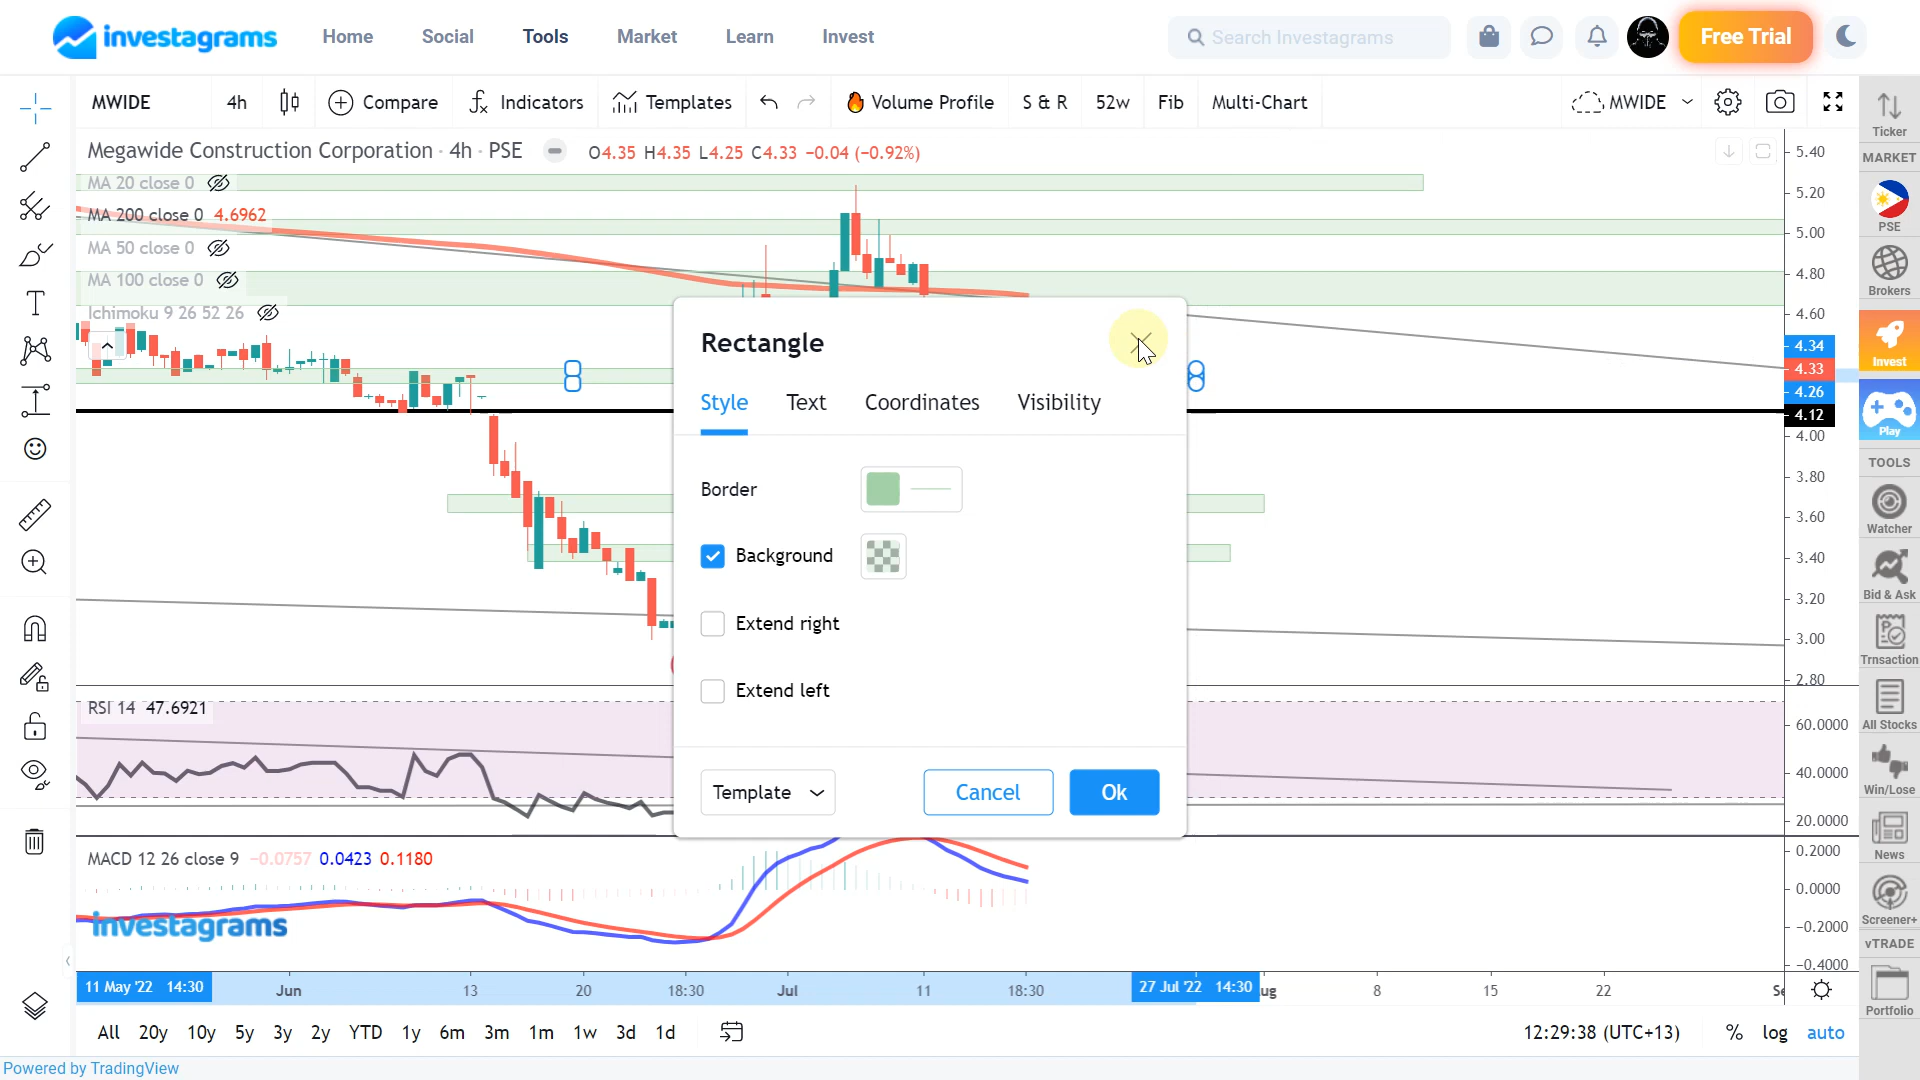 investagrams Home Social Tools Market Learn Invest Search Investagrams Free Trial
MWIDE 4h Compare Indicators Templates Volume Profile S & R 52w Fib Multi-Chart MWIDE
Ticker
Megawide Construction Corporation · 4h · PSE O4.35 H4.35 L4.25 C4.33 −0.04 (−0.92%)
5.40
MARKET
MA 20 close 0
5.20
MA 200 close 0 4.6962
PSE
5.00
MA 50 close 0
4.80
MA 100 close 0
Brokers
Ichimoku 9 26 52 26
4.60
Rectangle
4.34
Invest
4.33
4.26
Style Text Coordinates Visibility
4.12
Play
4.00
TOOLS
3.80
Border
3.60
Watcher
Background
3.40
Bid & Ask
3.20
Extend right
3.00
Trnsaction
Extend left
2.80
RSI 14 47.6921
60.0000
All Stocks
40.0000
Template Cancel Ok
Win/Lose
20.0000
0.2000
News
MACD 12 26 close 9 −0.0757 0.0423 0.1180
0.0000
Screener+
investagrams
−0.2000
vTRADE
−0.4000
11 May '22 14:30 Jun 13 20 18:30 Jul 11 18:30 27 Jul '22 14:30 ug 8 15 22 Se
Portfolio
All 20y 10y 5y 3y 2y YTD 1y 6m 3m 1m 1w 3d 1d 12:29:38 (UTC+13) % log auto
Powered by TradingView